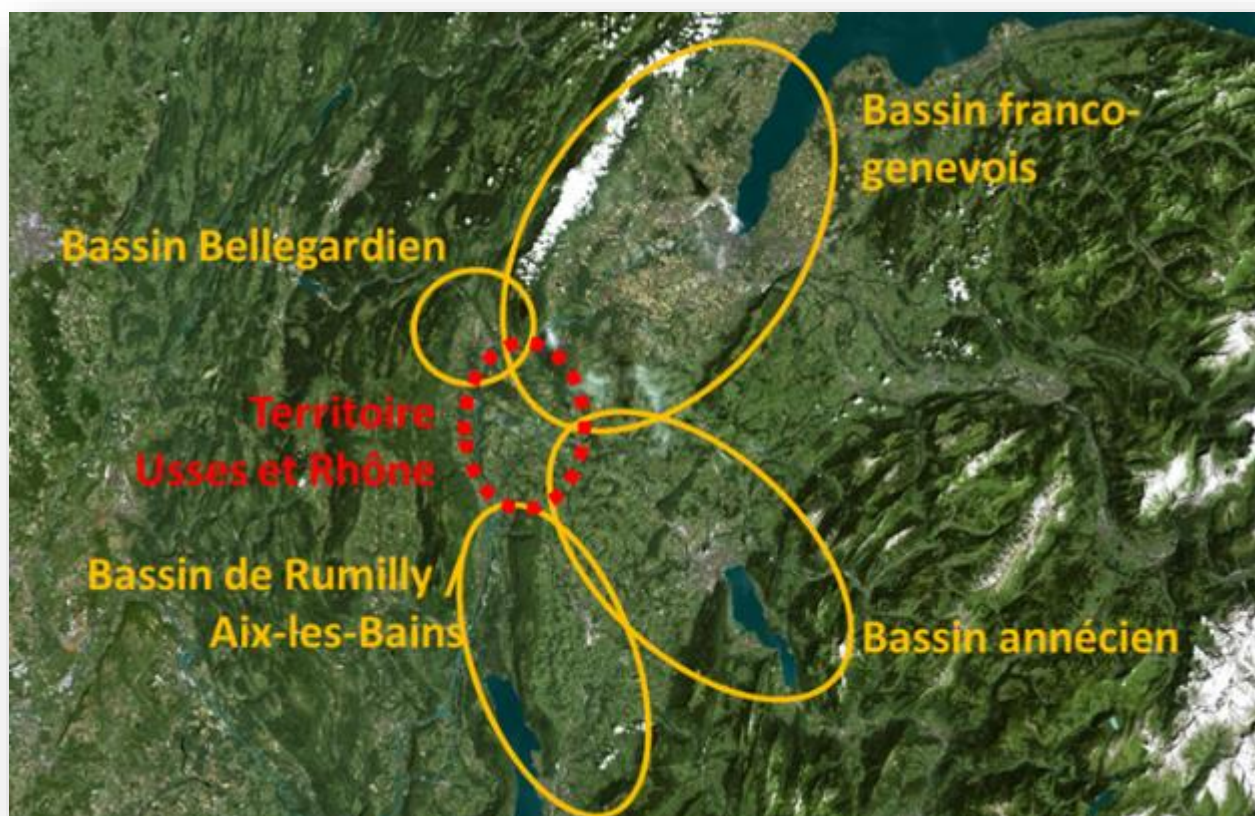 Bassin franco-
genevois
Bassin Bellegardien
Territoire
Usses et Rhône
Bassin de Rumilly /
Aix-les-Bains
Bassin annécien